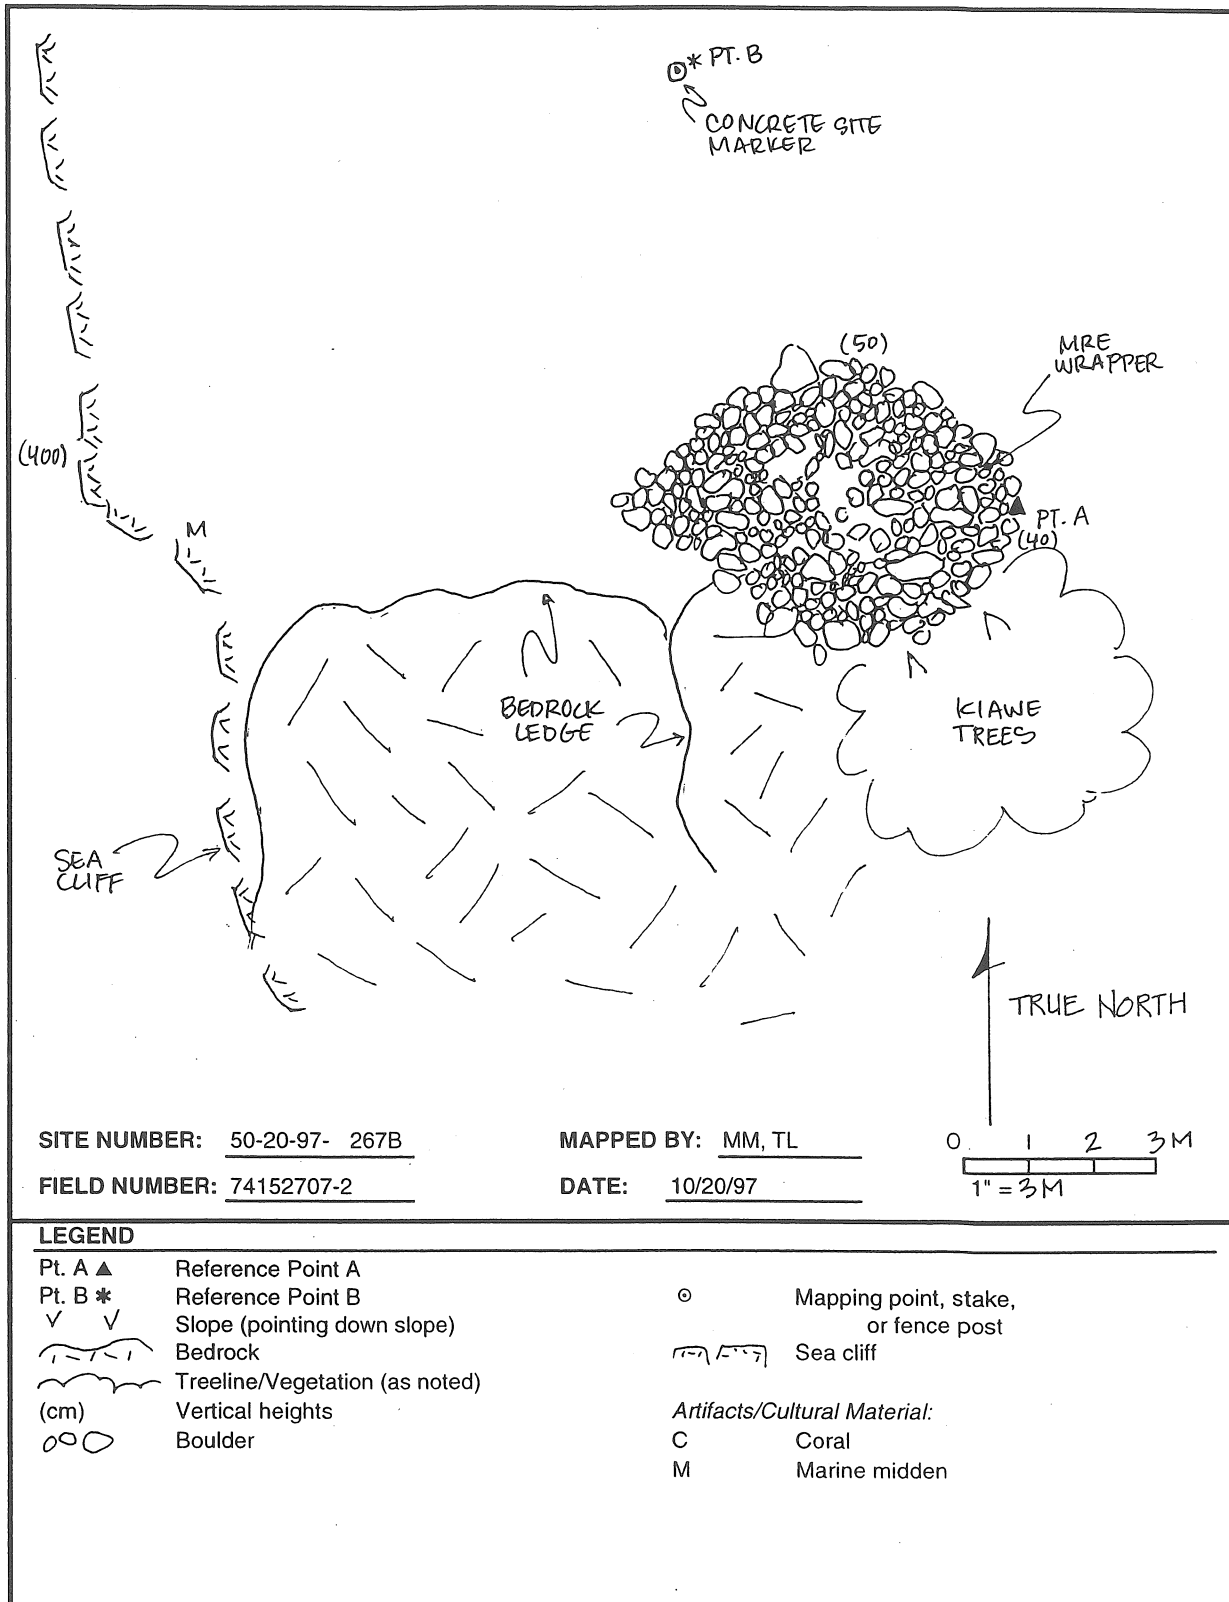 * PT. B
CONCRETE SITE
MARKER
(50)
MRE
WRAPPER
(400)
M
C
PT. A
(40)
BEDROCK
LEDGE
KIAWE
TREES
SEA
CLIFF
TRUE NORTH
SITE NUMBER: 50-20-97- 267B
MAPPED BY: MM, TL
0 1 2 3M
FIELD NUMBER: 74152707-2
DATE: 10/20/97
1" = 3M
LEGEND
Pt. A ▲ Reference Point A
Pt. B * Reference Point B
Slope (pointing down slope)
Bedrock
Treeline/Vegetation (as noted)
(cm) Vertical heights
Boulder
Mapping point, stake,
or fence post
Sea cliff
Artifacts/Cultural Material:
C Coral
M Marine midden